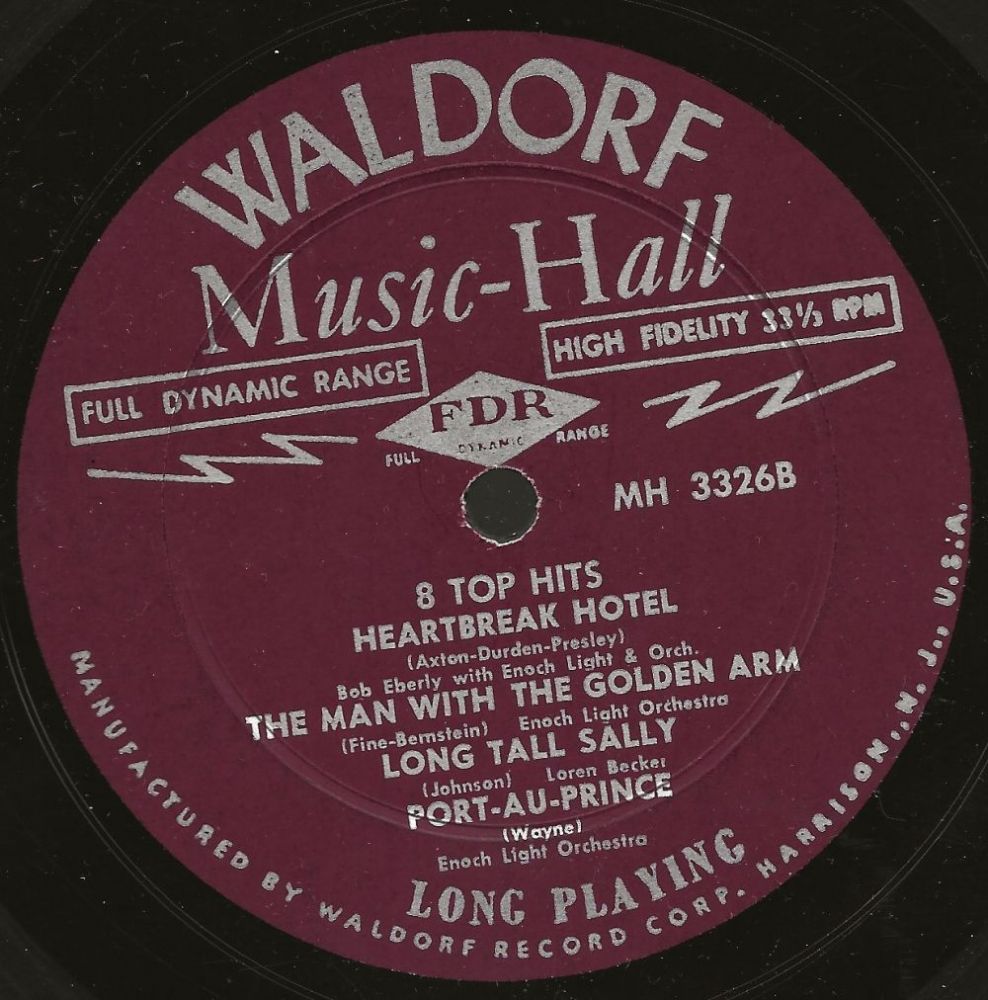 WALDORF
Music-Hall
FULL DYNAMIC RANGE
HIGH FIDELITY 33⅓ RPM
FDR
DYNAMIC
FULL
RANGE
MH 3326B
8 TOP HITS
HEARTBREAK HOTEL
(Axton-Durden-Presley)
Bob Eberly with Enoch Light & Orch.
THE MAN WITH THE GOLDEN ARM
(Fine-Bernstein) Enoch Light Orchestra
LONG TALL SALLY
(Johnson) Loren Becker
PORT-AU-PRINCE
(Wayne)
Enoch Light Orchestra
LONG PLAYING
MANUFACTURED BY WALDORF RECORD CORP. HARRISON., N. J., U.S.A.